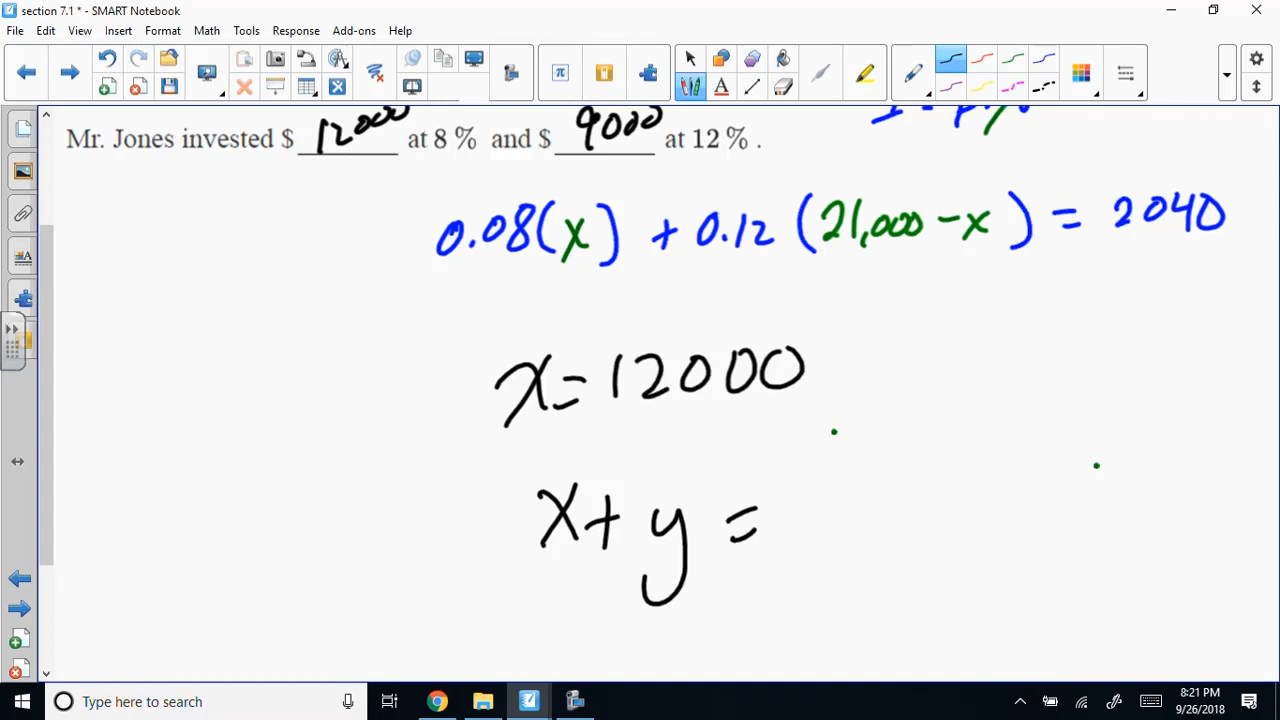 section 7.1 * - SMART Notebook
File Edit View Insert Format Math Tools Response Add-ons Help
Mr. Jones invested $ 12000 at 8 % and $ 9000 at 12 % .
0.08(x) + 0.12 (21,000 - x) = 2040
x = 12000
x + y =
Type here to search
8:21 PM
9/26/2018